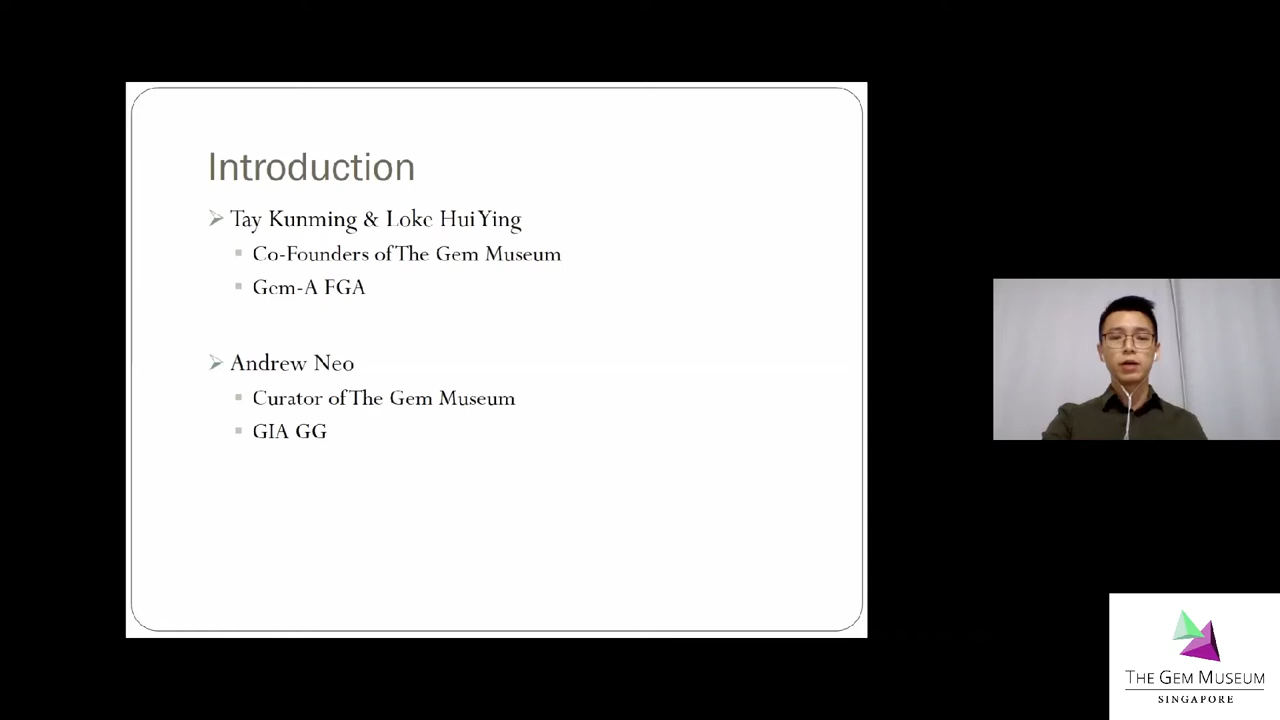 Introduction
Tay Kunming & Loke Hui Ying
Co-Founders of The Gem Museum
Gem-A FGA
Andrew Neo
Curator of The Gem Museum
GIA GG
THE GEM MUSEUM
SINGAPORE